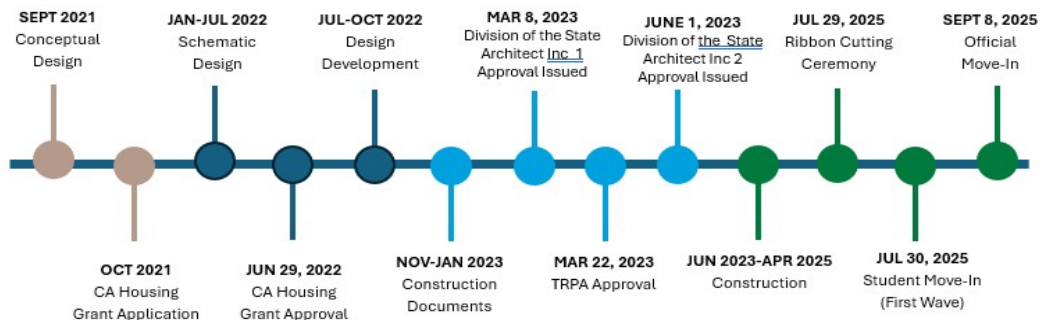 SEPT 2021
Conceptual
Design
JAN-JUL 2022
Schematic
Design
JUL-OCT 2022
Design
Development
MAR 8, 2023
Division of the State
Architect Inc 1
Approval Issued
JUNE 1, 2023
Division of the State
Architect Inc 2
Approval Issued
JUL 29, 2025
Ribbon Cutting
Ceremony
SEPT 8, 2025
Official
Move-In
OCT 2021
CA Housing
Grant Application
JUN 29, 2022
CA Housing
Grant Approval
NOV-JAN 2023
Construction
Documents
MAR 22, 2023
TRPA Approval
JUN 2023-APR 2025
Construction
JUL 30, 2025
Student Move-In
(First Wave)